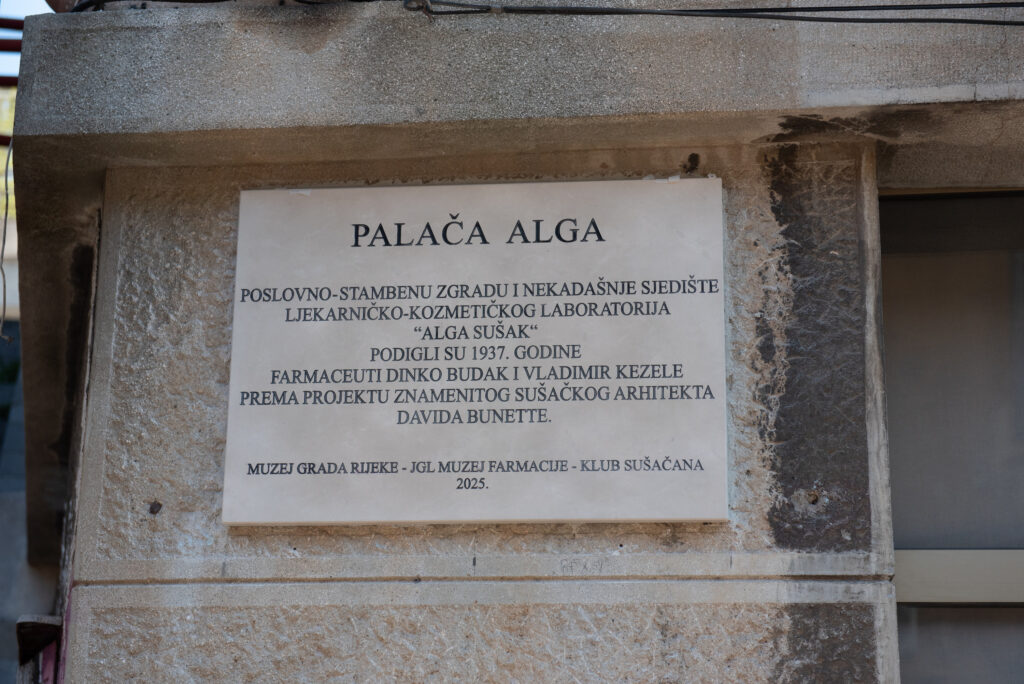 PALAČA ALGA
POSLOVNO-STAMBENU ZGRADU I NEKADAŠNJE SJEDIŠTE
LJEKARNIČKO-KOZMETIČKOG LABORATORIJA
“ALGA SUŠAK“
PODIGLI SU 1937. GODINE
FARMACEUTI DINKO BUDAK I VLADIMIR KEZELE
PREMA PROJEKTU ZNAMENITOG SUŠAČKOG ARHITEKTA
DAVIDA BUNETTE.
MUZEJ GRADA RIJEKE - JGL MUZEJ FARMACIJE - KLUB SUŠAČANA
2025.